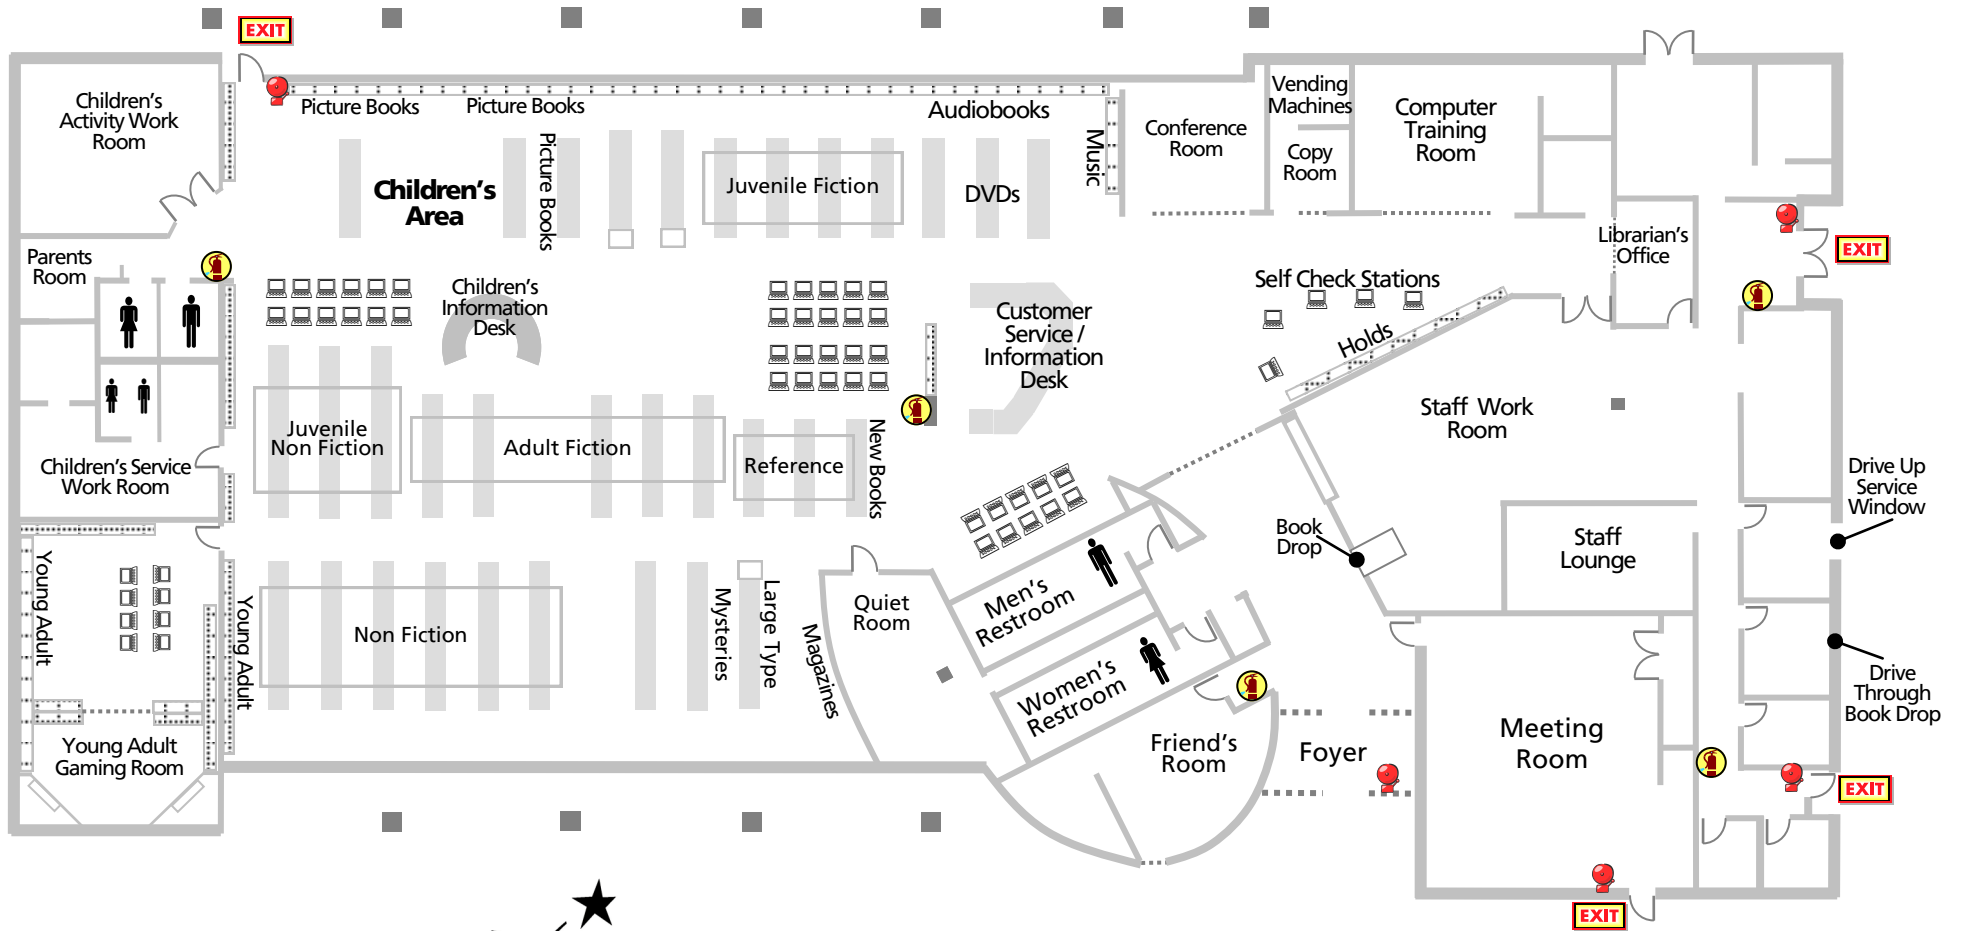 EXIT
Children's
Activity Work
Room
Picture Books
Picture Books
Audiobooks
Music
Conference
Room
Vending
Machines
Copy
Room
Computer
Training
Room
Children's
Area
Picture Books
Juvenile Fiction
DVDs
Parents
Room
Librarian's
Office
EXIT
Children's
Information
Desk
Customer
Service /
Information
Desk
Self Check Stations
Holds
Juvenile
Non Fiction
Adult Fiction
Reference
New Books
Staff Work
Room
Children's Service
Work Room
Drive Up
Service
Window
Book
Drop
Staff
Lounge
Young Adult
Young Adult
Non Fiction
Mysteries
Large Type
Magazines
Quiet
Room
Men's
Restroom
Women's
Restroom
Drive
Through
Book Drop
Young Adult
Gaming Room
Friend's
Room
Foyer
Meeting
Room
EXIT
EXIT